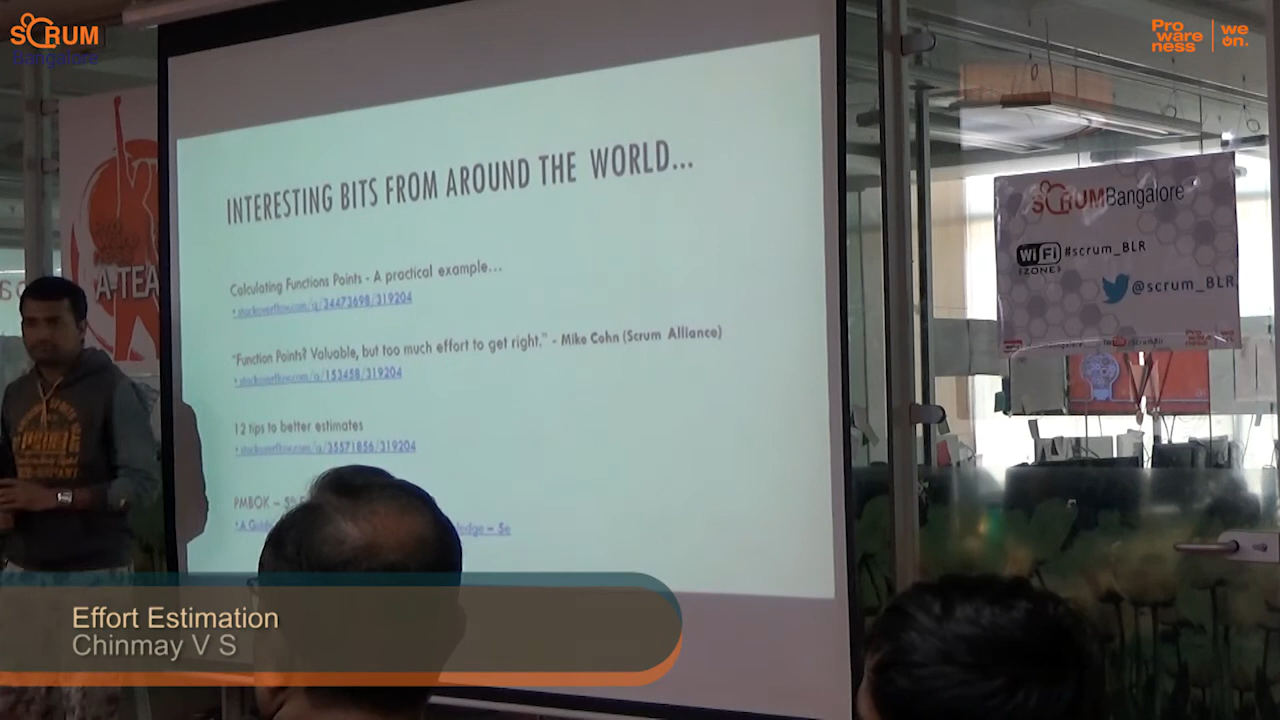 SCRUM
Bangalore
Pro
ware
ness
we
on.
A-TEA
INTERESTING BITS FROM AROUND THE WORLD...
Calculating Functions Points - A practical example...
• stackoverflow.com/a/34473698/319204
"Function Points? Valuable, but too much effort to get right." - Mike Cohn (Scrum Alliance)
• stackoverflow.com/a/153458/319204
12 tips to better estimates
• stackoverflow.com/a/35571856/319204
PMBOK –
•A
ledge – 5e
SCRUMBangalore
WiFi
ZONE
#scrum_BLR
@scrum_BLR
Effort Estimation
Chinmay V S